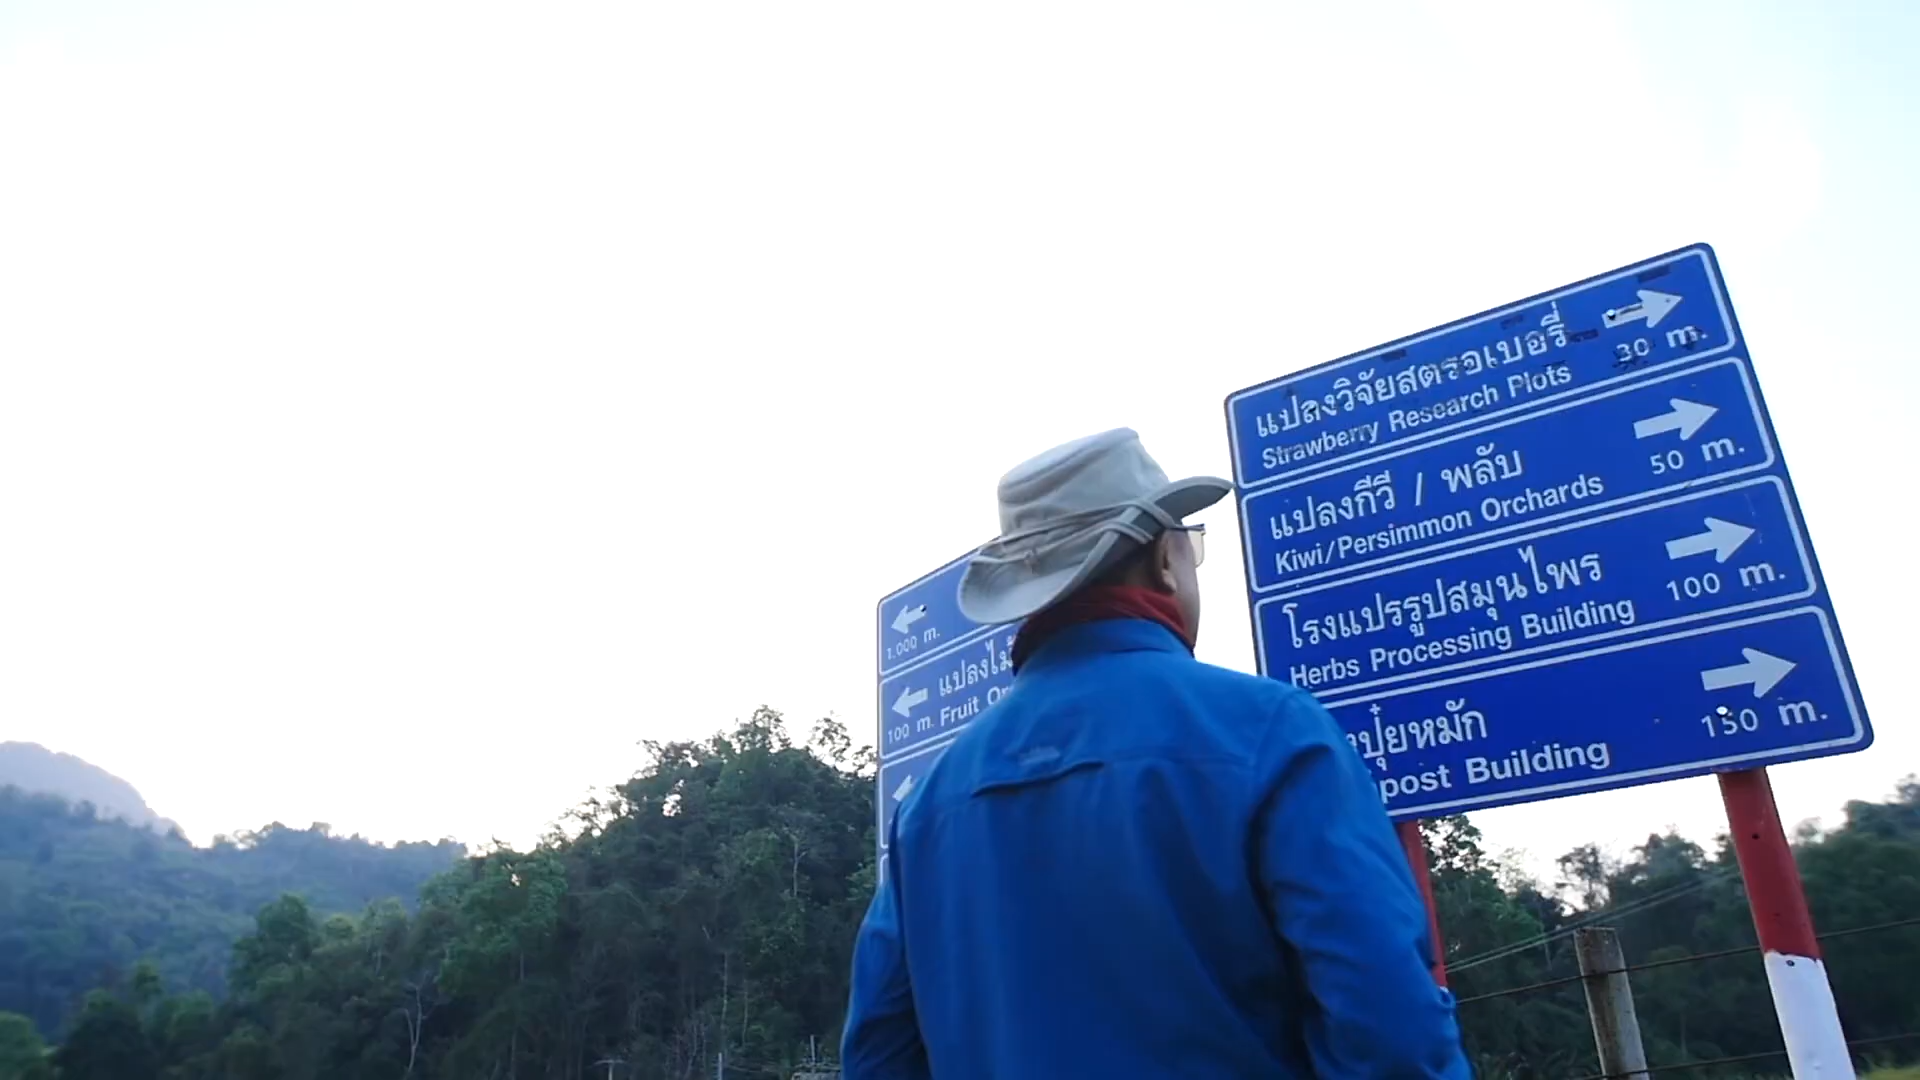 1.000 m.
แปลงไม้
100 m. Fruit
แปลงวิจัยสตรอเบอรี่
30 m.
Strawberry Research Plots
แปลงกีวี / พลับ
50 m.
Kiwi/Persimmon Orchards
โรงแปรรูปสมุนไพร
100 m.
Herbs Processing Building
ปุ๋ยหมัก
150 m.
post Building